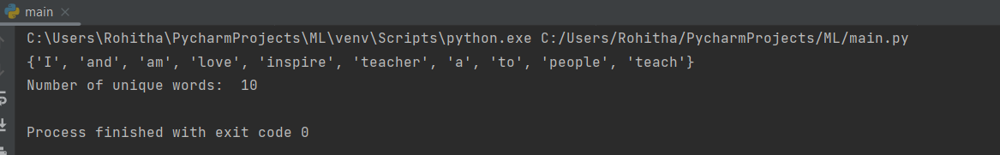 main
C:\Users\Rohitha\PycharmProjects\ML\venv\Scripts\python.exe C:/Users/Rohitha/PycharmProjects/ML/main.py
{'I', 'and', 'am', 'love', 'inspire', 'teacher', 'a', 'to', 'people', 'teach'}
Number of unique words:  10
Process finished with exit code 0